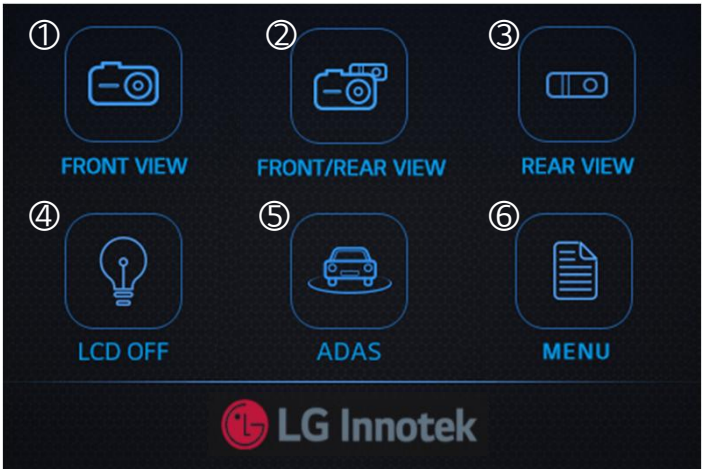 ① ② ③
FRONT VIEW FRONT/REAR VIEW REAR VIEW
④ ⑤ ⑥
LCD OFF ADAS MENU
LG Innotek